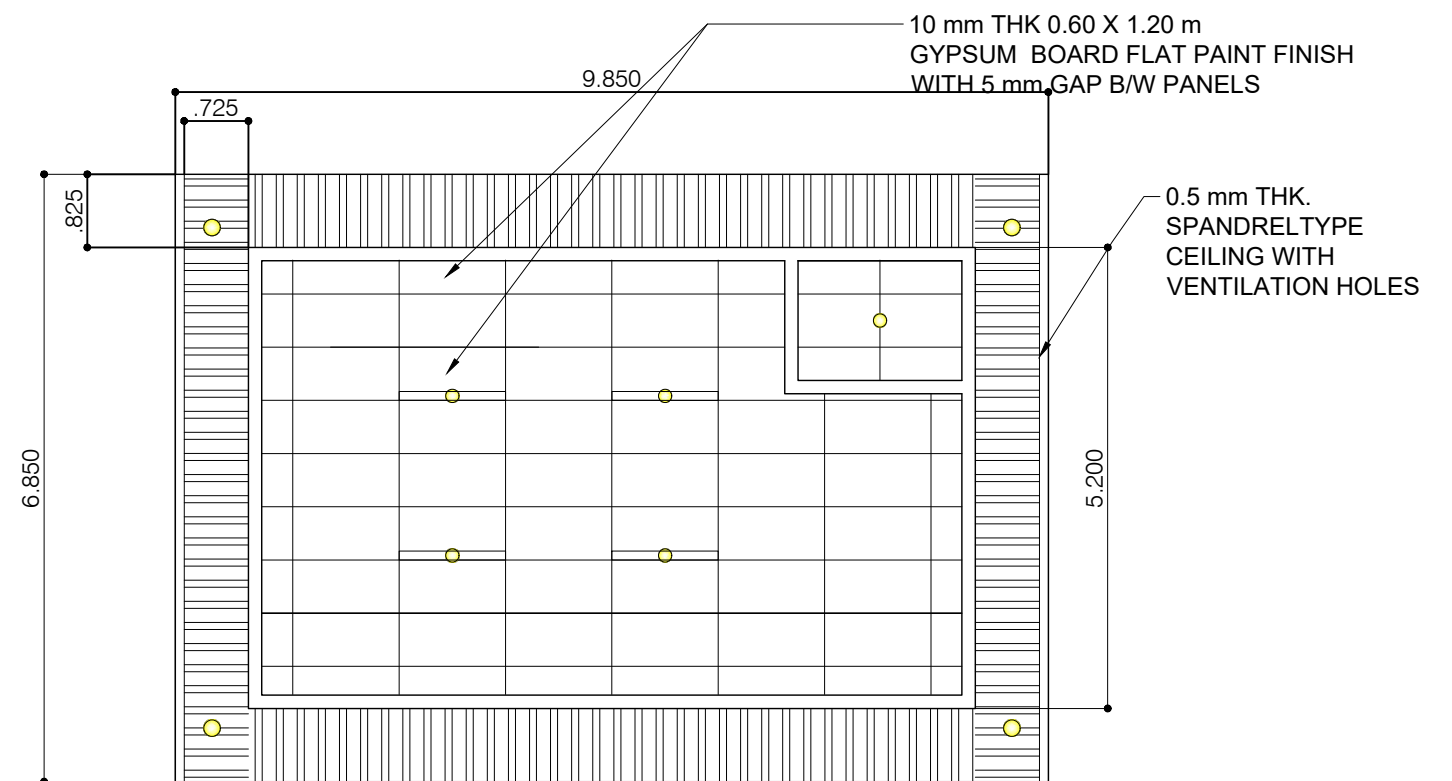 10 mm THK 0.60 X 1.20 m
GYPSUM BOARD FLAT PAINT FINISH
WITH 5 mm GAP B/W PANELS
9.850
.725
.825
0.5 mm THK.
SPANDRELTYPE
CEILING WITH
VENTILATION HOLES
6.850
5.200